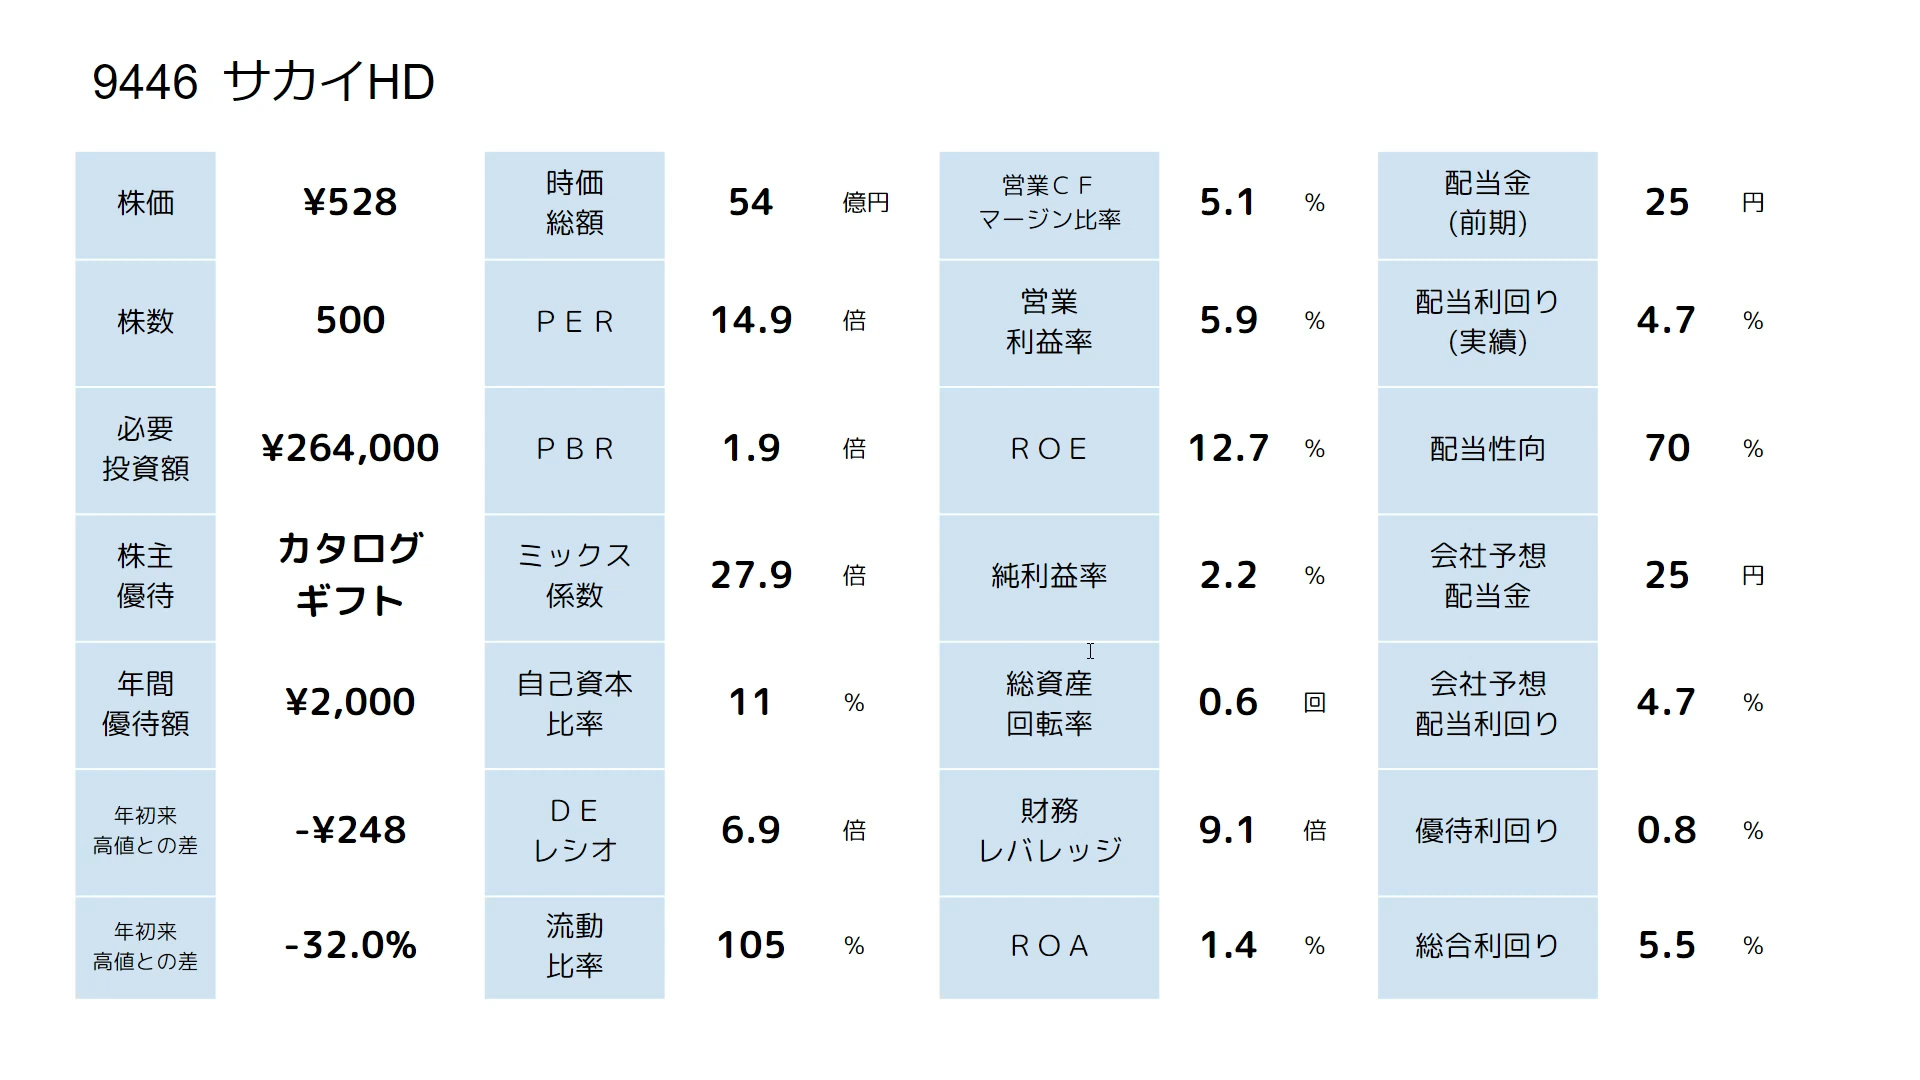 9446 サカイHD
株価 ¥528 時価総額 54 億円 営業ＣＦマージン比率 5.1 % 配当金(前期) 25 円
株数 500 ＰＥＲ 14.9 倍 営業利益率 5.9 % 配当利回り(実績) 4.7 %
必要投資額 ¥264,000 ＰＢＲ 1.9 倍 ＲＯＥ 12.7 % 配当性向 70 %
株主優待 カタログギフト ミックス係数 27.9 倍 純利益率 2.2 % 会社予想配当金 25 円
年間優待額 ¥2,000 自己資本比率 11 % 総資産回転率 0.6 回 会社予想配当利回り 4.7 %
年初来高値との差 -¥248 ＤＥレシオ 6.9 倍 財務レバレッジ 9.1 倍 優待利回り 0.8 %
年初来高値との差 -32.0% 流動比率 105 % ＲＯＡ 1.4 % 総合利回り 5.5 %